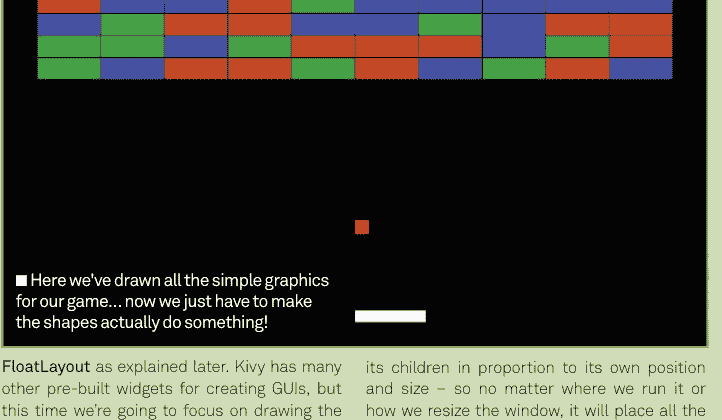 Here we've drawn all the simple graphics
for our game... now we just have to make
the shapes actually do something!
FloatLayout as explained later. Kivy has many
other pre-built widgets for creating GUIs, but
this time we're going to focus on drawing the
its children in proportion to its own position
and size – so no matter where we run it or
how we resize the window, it will place all the